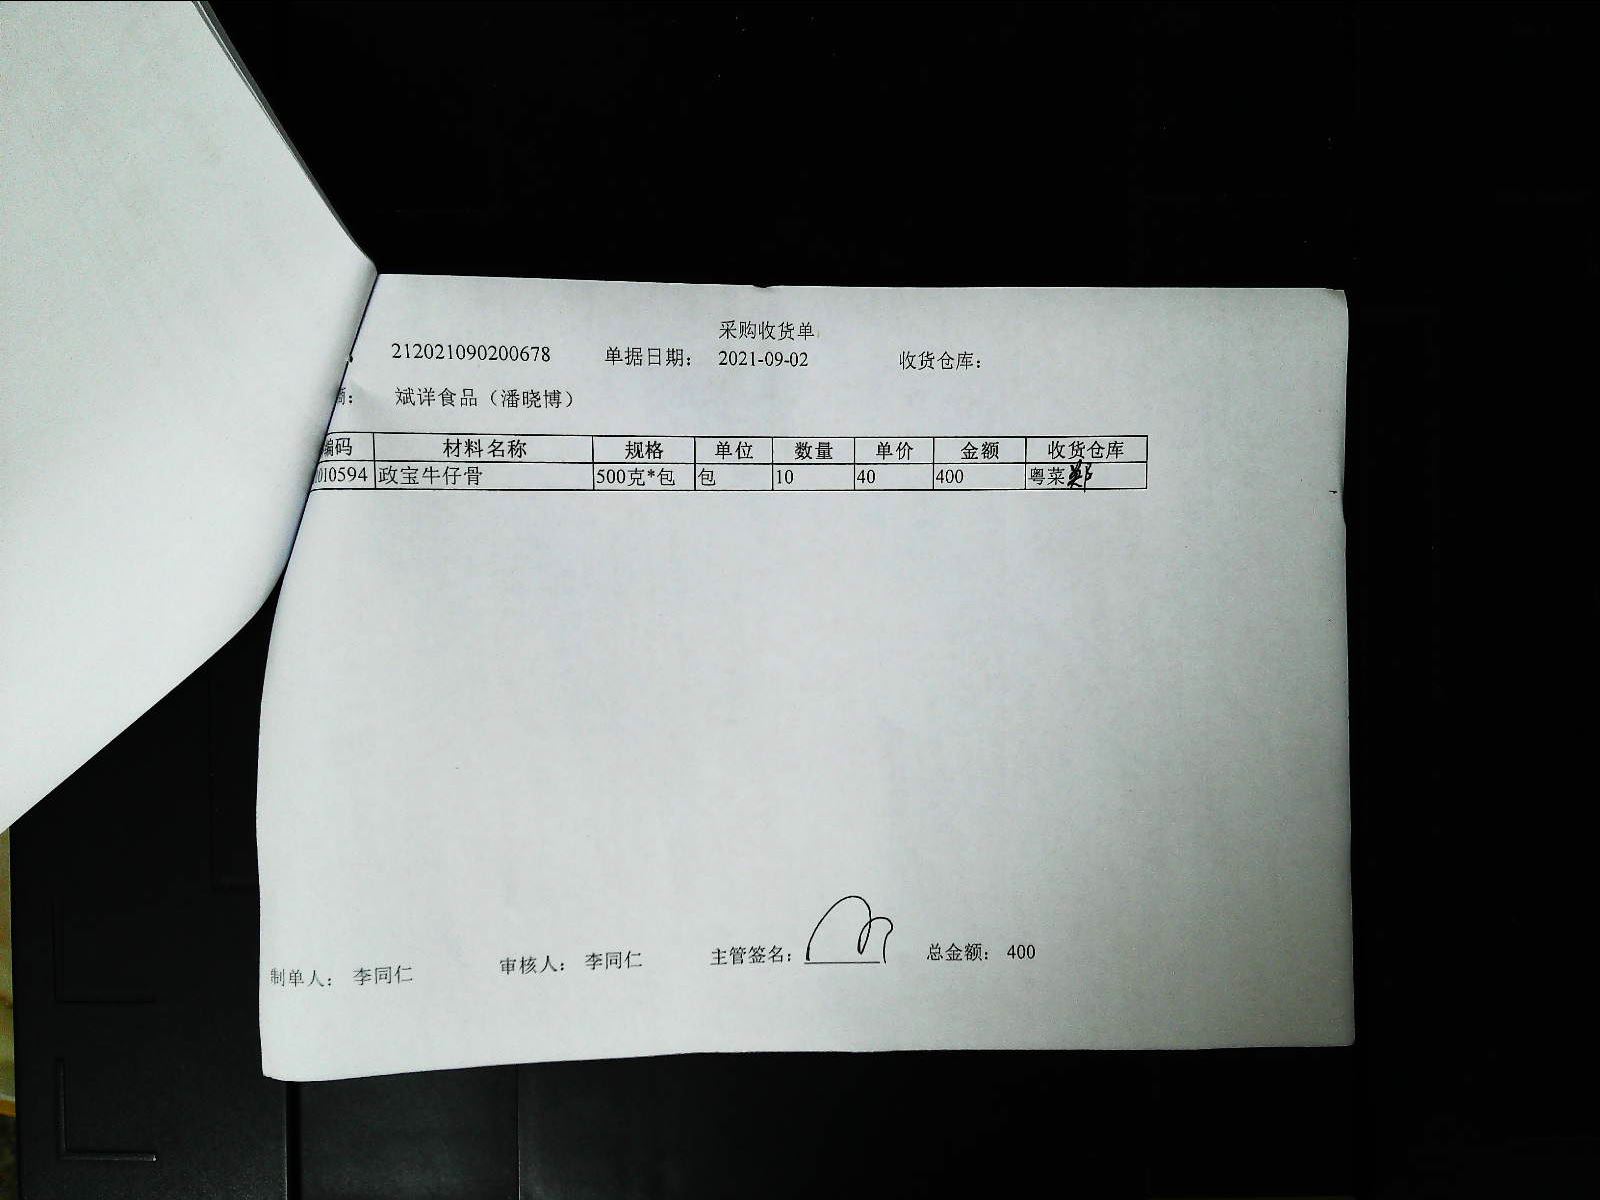 采购收货单
212021090200678 单据日期： 2021-09-02 收货仓库：
商： 斌详食品（潘晓博）
编码 材料名称 规格 单位 数量 单价 金额 收货仓库
010594 政宝牛仔骨 500克*包 包 10 40 400 粤菜郑
制单人： 李同仁 审核人： 李同仁 主管签名： 总金额： 400